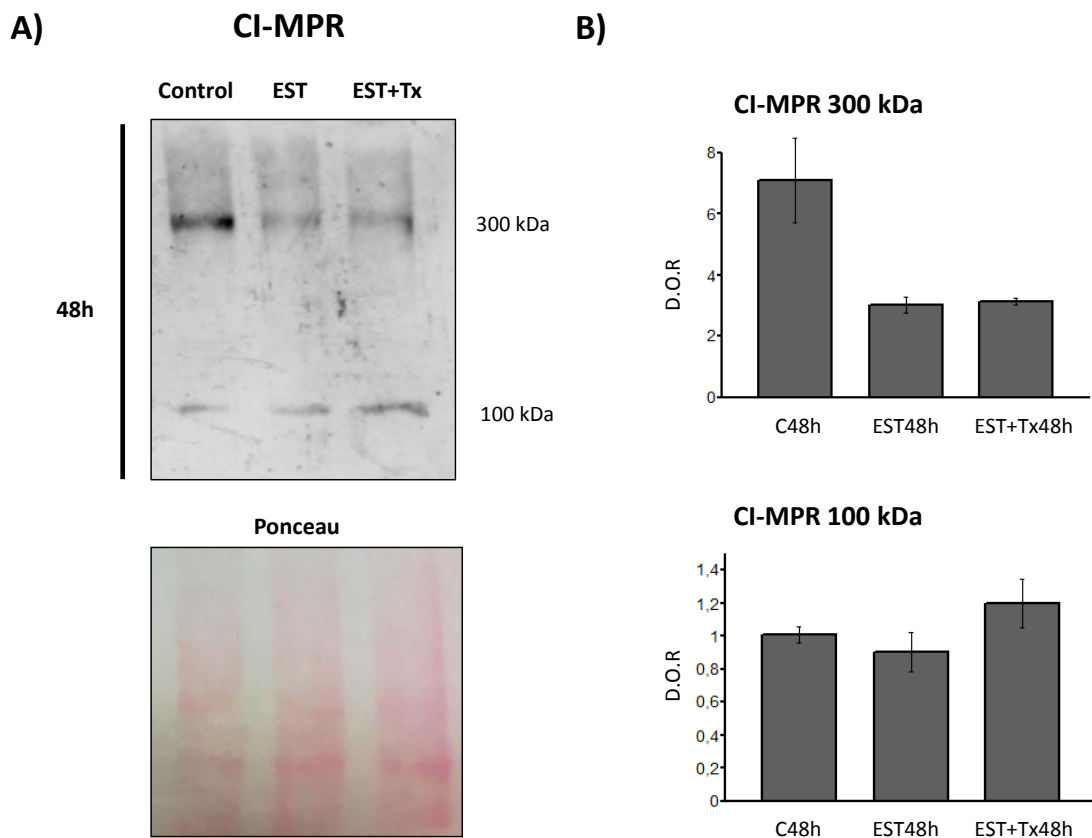 A)
CI-MPR
Control EST EST+Tx
300 kDa
48h
100 kDa
Ponceau
B)
CI-MPR 300 kDa
8
6
4
2
0
D.O.R
C48h EST48h EST+Tx48h
CI-MPR 100 kDa
1,4
1,2
1
0,8
0,6
0,4
0,2
0
D.O.R
C48h EST48h EST+Tx48h